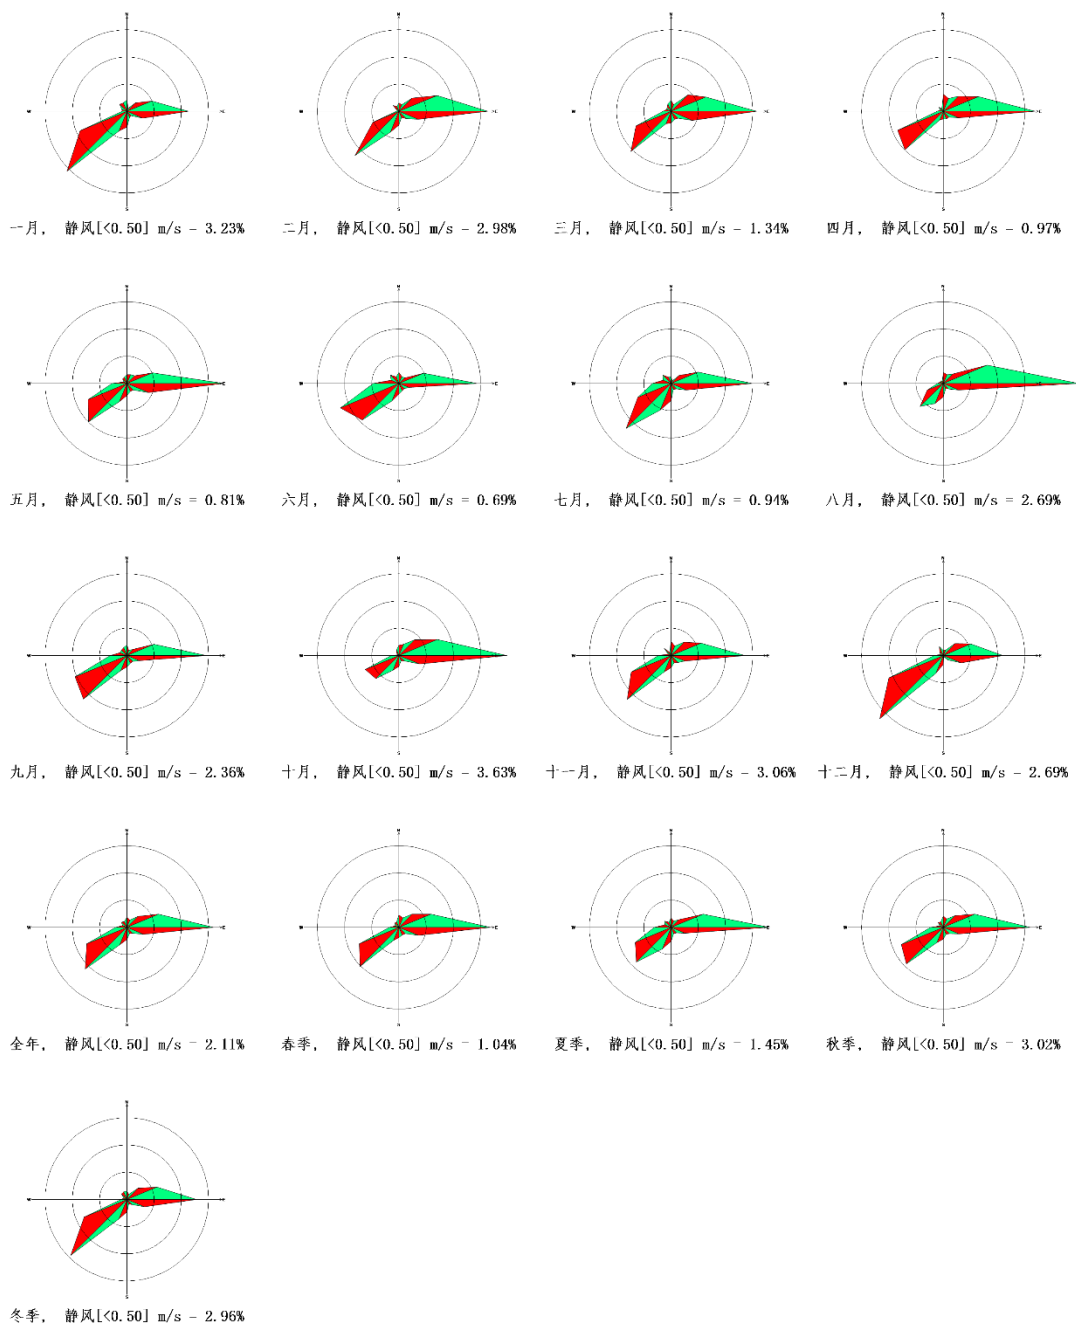 一月， 静风[<0.50] m/s - 3.23%
二月， 静风[<0.50] m/s - 2.98%
三月， 静风[<0.50] m/s - 1.34%
四月， 静风[<0.50] m/s - 0.97%
五月， 静风[<0.50] m/s = 0.81%
六月， 静风[<0.50] m/s = 0.69%
七月， 静风[<0.50] m/s = 0.94%
八月， 静风[<0.50] m/s = 2.69%
九月， 静风[<0.50] m/s - 2.36%
十月， 静风[<0.50] m/s - 3.63%
十一月， 静风[<0.50] m/s - 3.06%
十二月， 静风[<0.50] m/s - 2.69%
全年， 静风[<0.50] m/s - 2.11%
春季， 静风[<0.50] m/s - 1.04%
夏季， 静风[<0.50] m/s - 1.45%
秋季， 静风[<0.50] m/s - 3.02%
冬季， 静风[<0.50] m/s - 2.96%